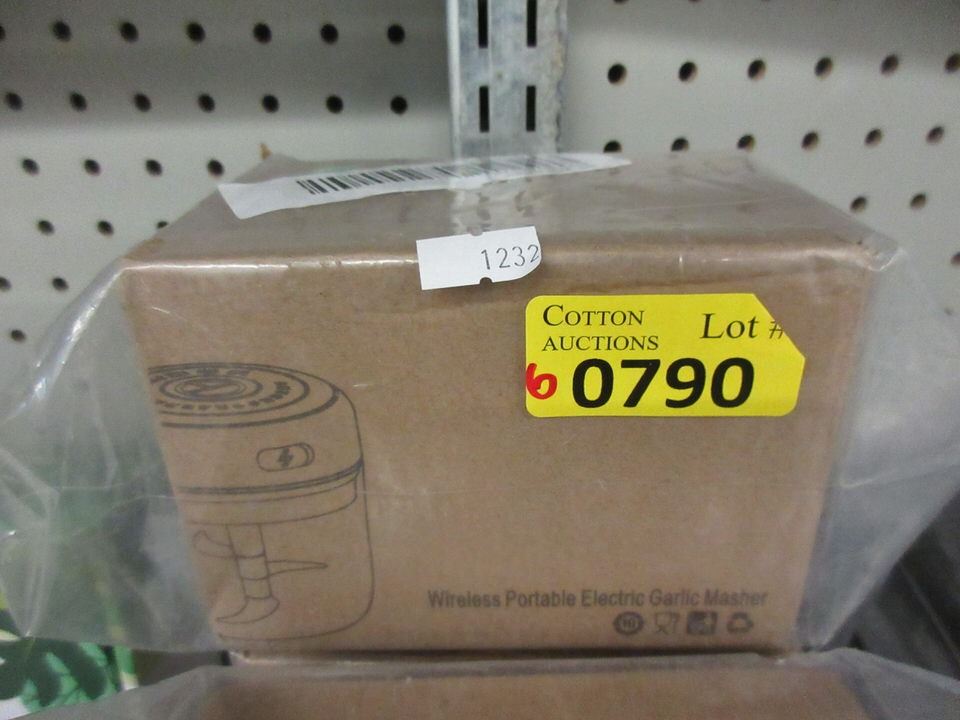 1232
COTTON
AUCTIONS
Lot #
6 0790
Wireless Portable Electric Garlic Masher